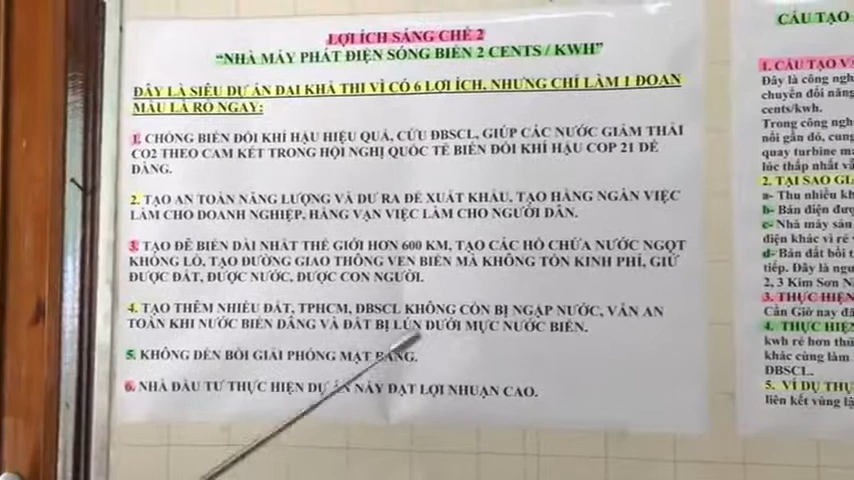 LỢI ÍCH SÁNG CHẾ 2
"NHÀ MÁY PHÁT ĐIỆN SÓNG BIỂN 2 CENTS / KWH"
ĐÂY LÀ SIÊU DỰ ÁN ĐẠI KHẢ THI VÌ CÓ 6 LỢI ÍCH, NHƯNG CHỈ LÀM 1 ĐOẠN
MẪU LÀ RÕ NGAY:
1. CHỐNG BIẾN ĐỔI KHÍ HẬU HIỆU QUẢ, CỨU ĐBSCL, GIÚP CÁC NƯỚC GIẢM THẢI
CO2 THEO CAM KẾT TRONG HỘI NGHỊ QUỐC TẾ BIẾN ĐỔI KHÍ HẬU COP 21 DỄ
DÀNG.
2. TẠO AN TOÀN NĂNG LƯỢNG VÀ DƯ RA ĐỂ XUẤT KHẨU. TẠO HÀNG NGÀN VIỆC
LÀM CHO DOANH NGHIỆP, HÀNG VẠN VIỆC LÀM CHO NGƯỜI DÂN.
3. TẠO ĐÊ BIỂN DÀI NHẤT THẾ GIỚI HƠN 600 KM, TẠO CÁC HỒ CHỨA NƯỚC NGỌT
KHỔNG LỒ, TẠO ĐƯỜNG GIAO THÔNG VEN BIỂN MÀ KHÔNG TỐN KINH PHÍ, GIỮ
ĐƯỢC ĐẤT, ĐƯỢC NƯỚC, ĐƯỢC CON NGƯỜI.
4. TẠO THÊM NHIỀU ĐẤT, TPHCM, ĐBSCL KHÔNG CÒN BỊ NGẬP NƯỚC, VẪN AN
TOÀN KHI NƯỚC BIỂN DÂNG VÀ ĐẤT BỊ LÚN DƯỚI MỰC NƯỚC BIỂN.
5. KHÔNG ĐỀN BỒI GIẢI PHÓNG MẶT BẰNG.
6. NHÀ ĐẦU TƯ THỰC HIỆN DỰ ÁN NÀY ĐẠT LỢI NHUẬN CAO.
CẤU TẠO
1. CẤU TẠO VÀ
Đây là công ngh
chuyển đổi năng
cents/kwh.
Trong công ngh
nổi gắn đó, cung
quay turbine m
lúc thấp nhất v
2. TẠI SAO GIÁ
a- Thu nhiều
b- Bán điện đượ
c- Nhà máy sản
điện khác vì rẻ
d- Bán đất bồi t
tiếp. Đây là ngu
2, 3 Kim Sơn N
3. THỰC HIỆN
Cần Giờ nay đã
4. THỰC HIỆN
kwh rẻ hơn thủ
khác cùng làm
ĐBSCL.
5. VÍ DỤ THỰ
liên kết vùng l